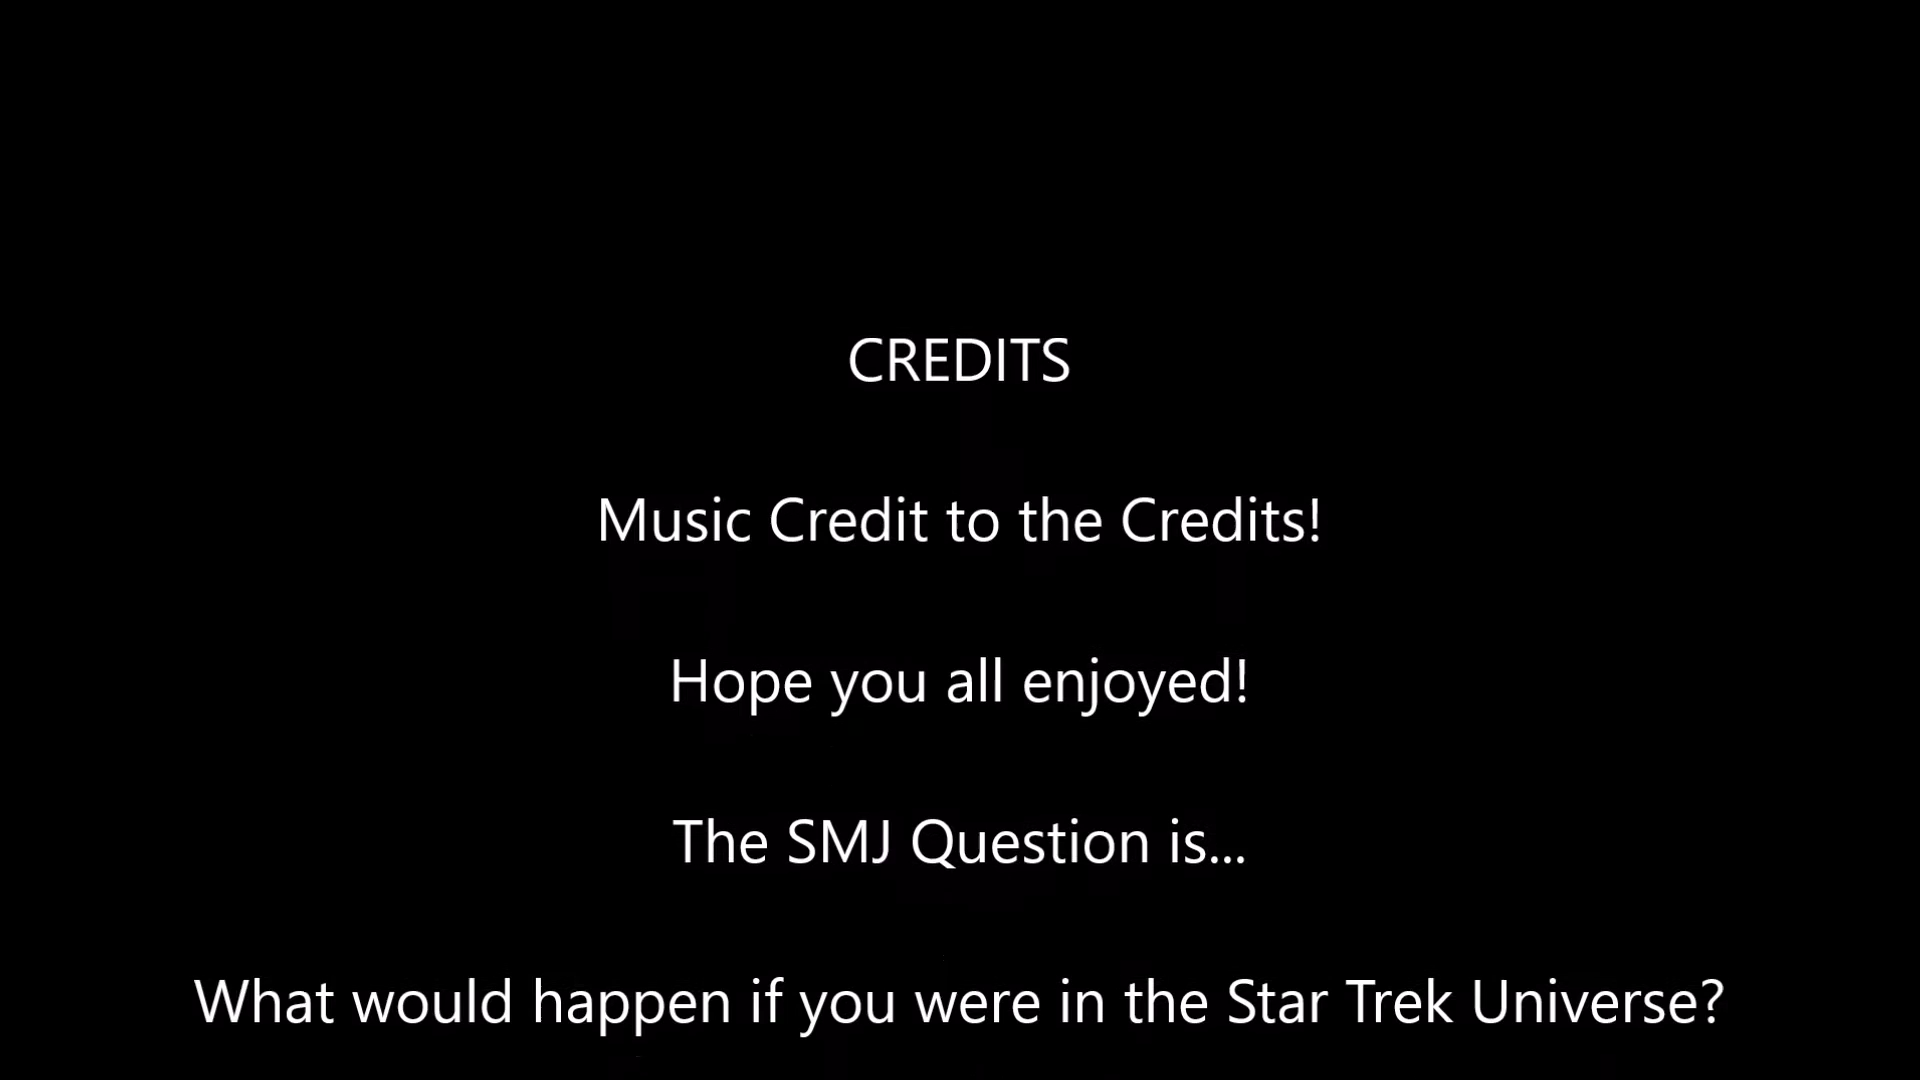 CREDITS
Music Credit to the Credits!
Hope you all enjoyed!
The SMJ Question is...
What would happen if you were in the Star Trek Universe?